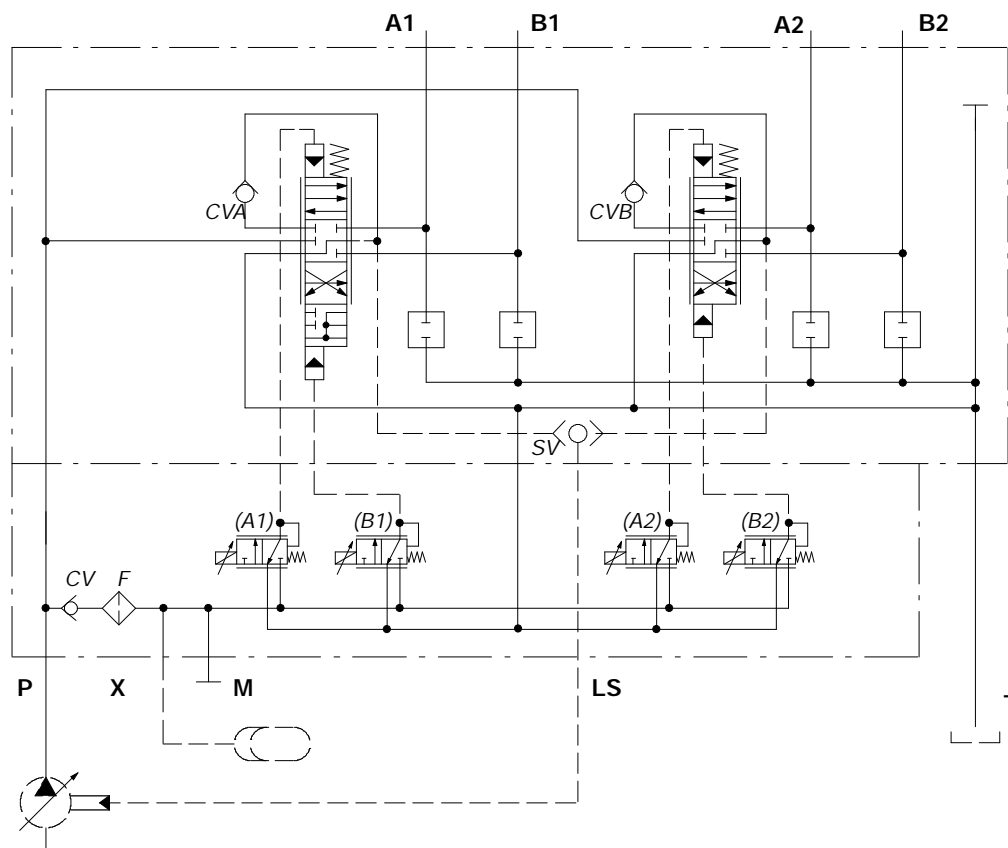 A1 B1 A2 B2
CVA CVB
SV
(A1) (B1) (A2) (B2)
CV F
P X M LS